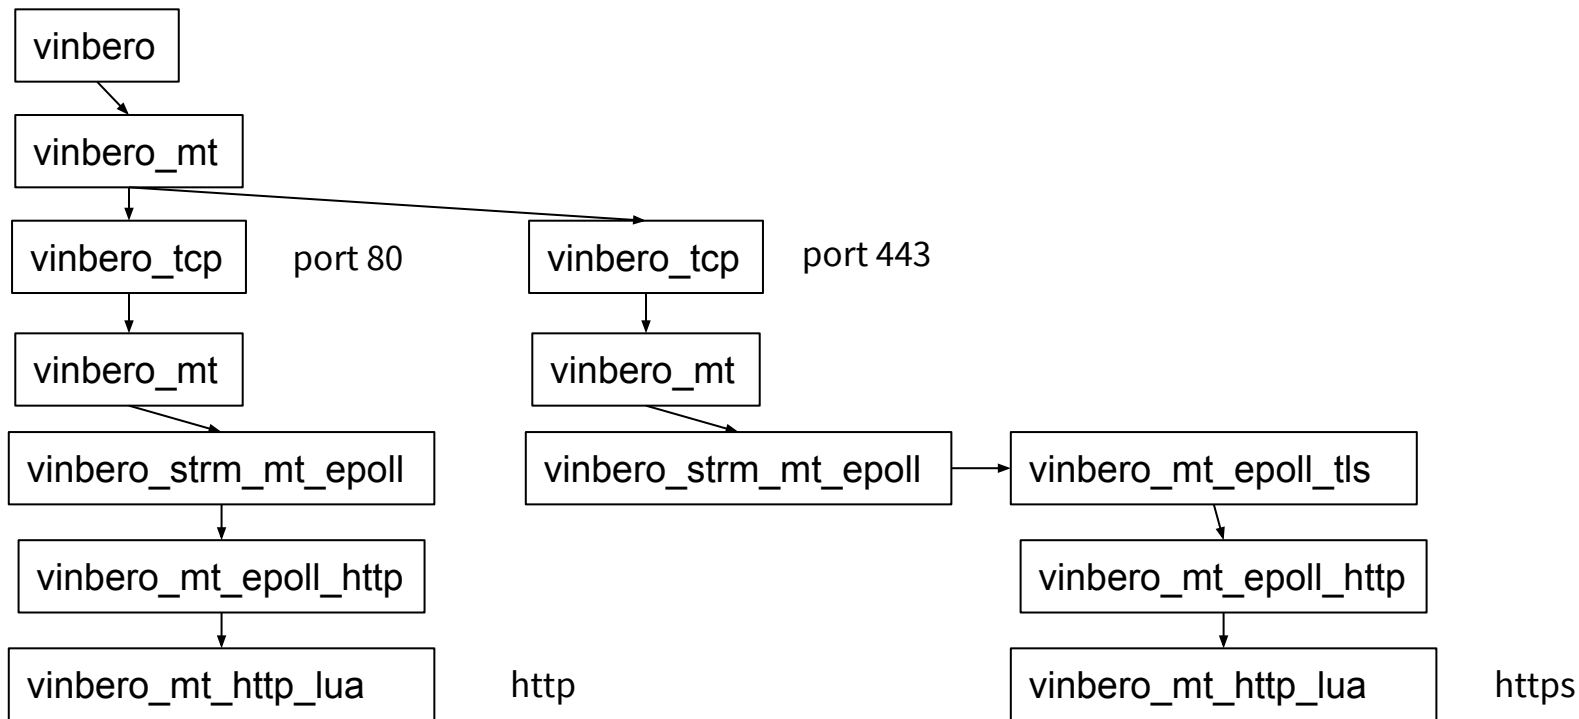 vinbero
vinbero_mt
vinbero_tcp
port 80
vinbero_tcp
port 443
vinbero_mt
vinbero_mt
vinbero_strm_mt_epoll
vinbero_strm_mt_epoll
vinbero_mt_epoll_tls
vinbero_mt_epoll_http
vinbero_mt_epoll_http
vinbero_mt_http_lua
http
vinbero_mt_http_lua
https